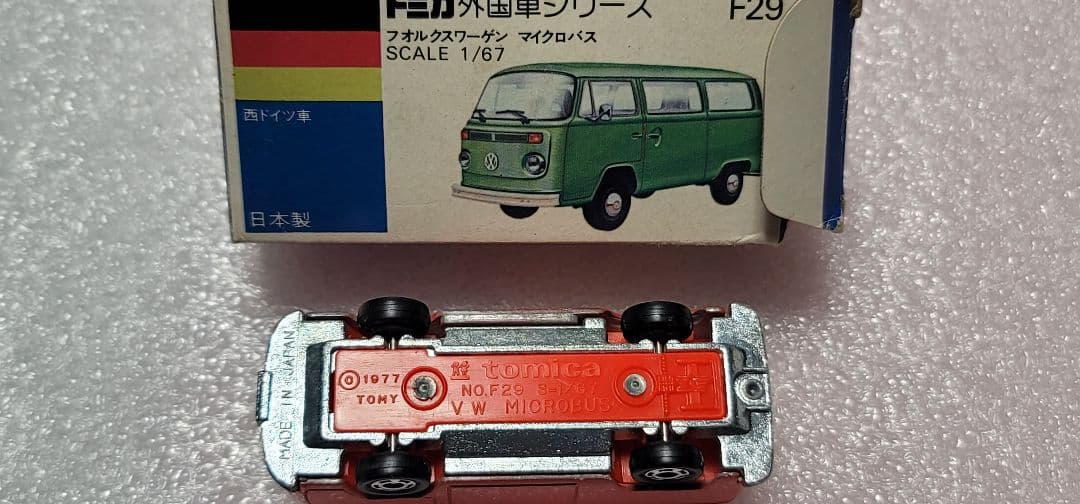 トミカ外国車シリーズ F29
フオルクスワーゲン マイクロバス
SCALE 1/67
西ドイツ車
日本製
MADE IN JAPAN
©1977
TOMY
tomica
NO.F29 S=1/67
VW MICROBUS